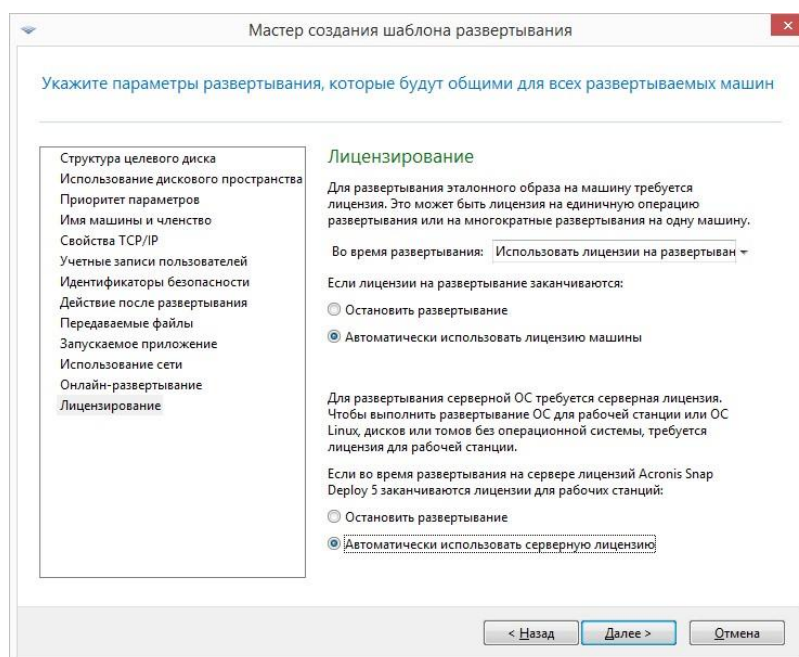 Мастер создания шаблона развертывания
Укажите параметры развертывания, которые будут общими для всех развертываемых машин
Структура целевого диска
Использование дискового пространства
Приоритет параметров
Имя машины и членство
Свойства TCP/IP
Учетные записи пользователей
Идентификаторы безопасности
Действие после развертывания
Передаваемые файлы
Запускаемое приложение
Использование сети
Онлайн-развертывание
Лицензирование
Лицензирование
Для развертывания эталонного образа на машину требуется
лицензия. Это может быть лицензия на единичную операцию
развертывания или на многократные развертывания на одну машину.
Во время развертывания: Использовать лицензии на развертыван
Если лицензии на развертывание заканчиваются:
Остановить развертывание
Автоматически использовать лицензию машины
Для развертывания серверной ОС требуется серверная лицензия.
Чтобы выполнить развертывание ОС для рабочей станции или ОС
Linux, дисков или томов без операционной системы, требуется
лицензия для рабочей станции.
Если во время развертывания на сервере лицензий Acronis Snap
Deploy 5 заканчиваются лицензии для рабочих станций:
Остановить развертывание
Автоматически использовать серверную лицензию
< Назад Далее > Отмена